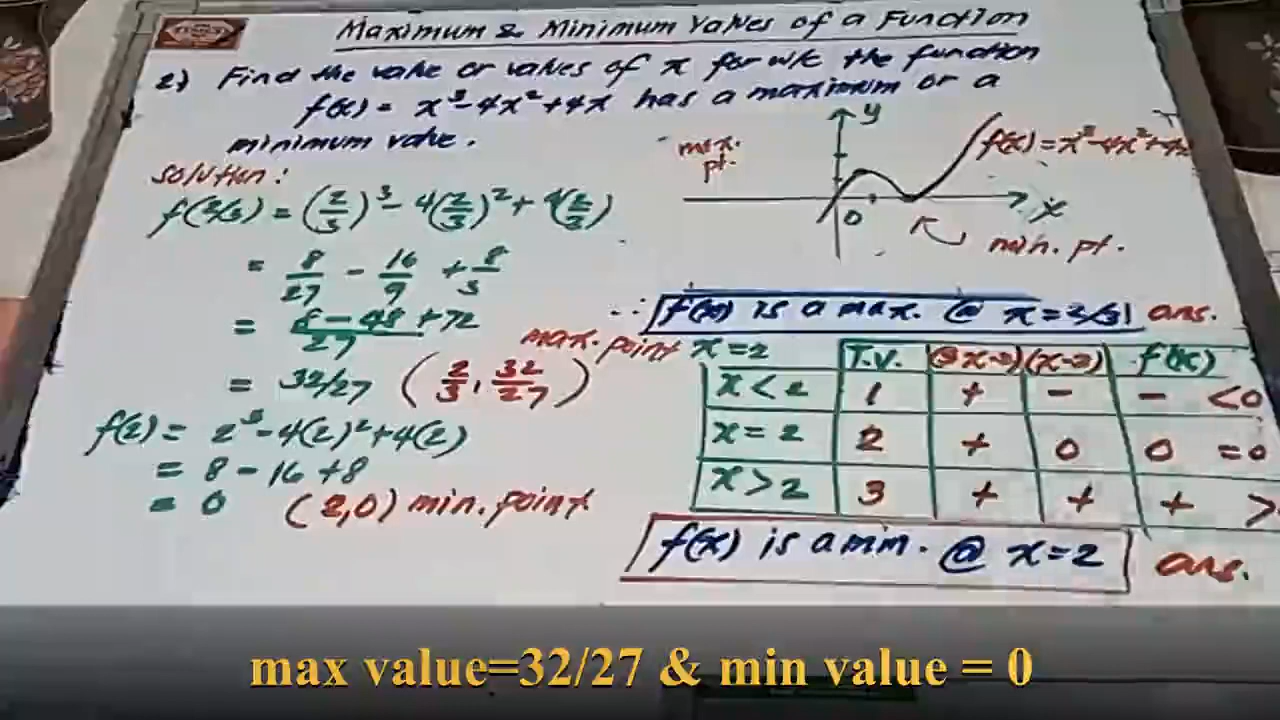 Maximum & Minimum Values of a Function
2) Find the value or values of x for w/c the function
f(x) = x³ - 4x² + 4x has a maximum or a
minimum value.
solution:
f(2/3) = (2/3)³ - 4(2/3)² + 4(2/3)
= 8/27 - 16/9 + 8/3
= 8 - 48 + 72 / 27
= 32/27 (2/3, 32/27) max. point
f(2) = 2³ - 4(2)² + 4(2)
= 8 - 16 + 8
= 0 (2,0) min. point
max. pt.
y
f(x) = x³ - 4x² + 4x
0
x
min. pt.
∴ f(x) is a max. @ x = 2/3 ans.
x=2 T.V. (3x-2) (x-2) f'(x)
x < 2 1 + - - <0
x = 2 2 + 0 0 =0
x > 2 3 + + + >
f(x) is a min. @ x=2 ans.
max value=32/27 & min value = 0